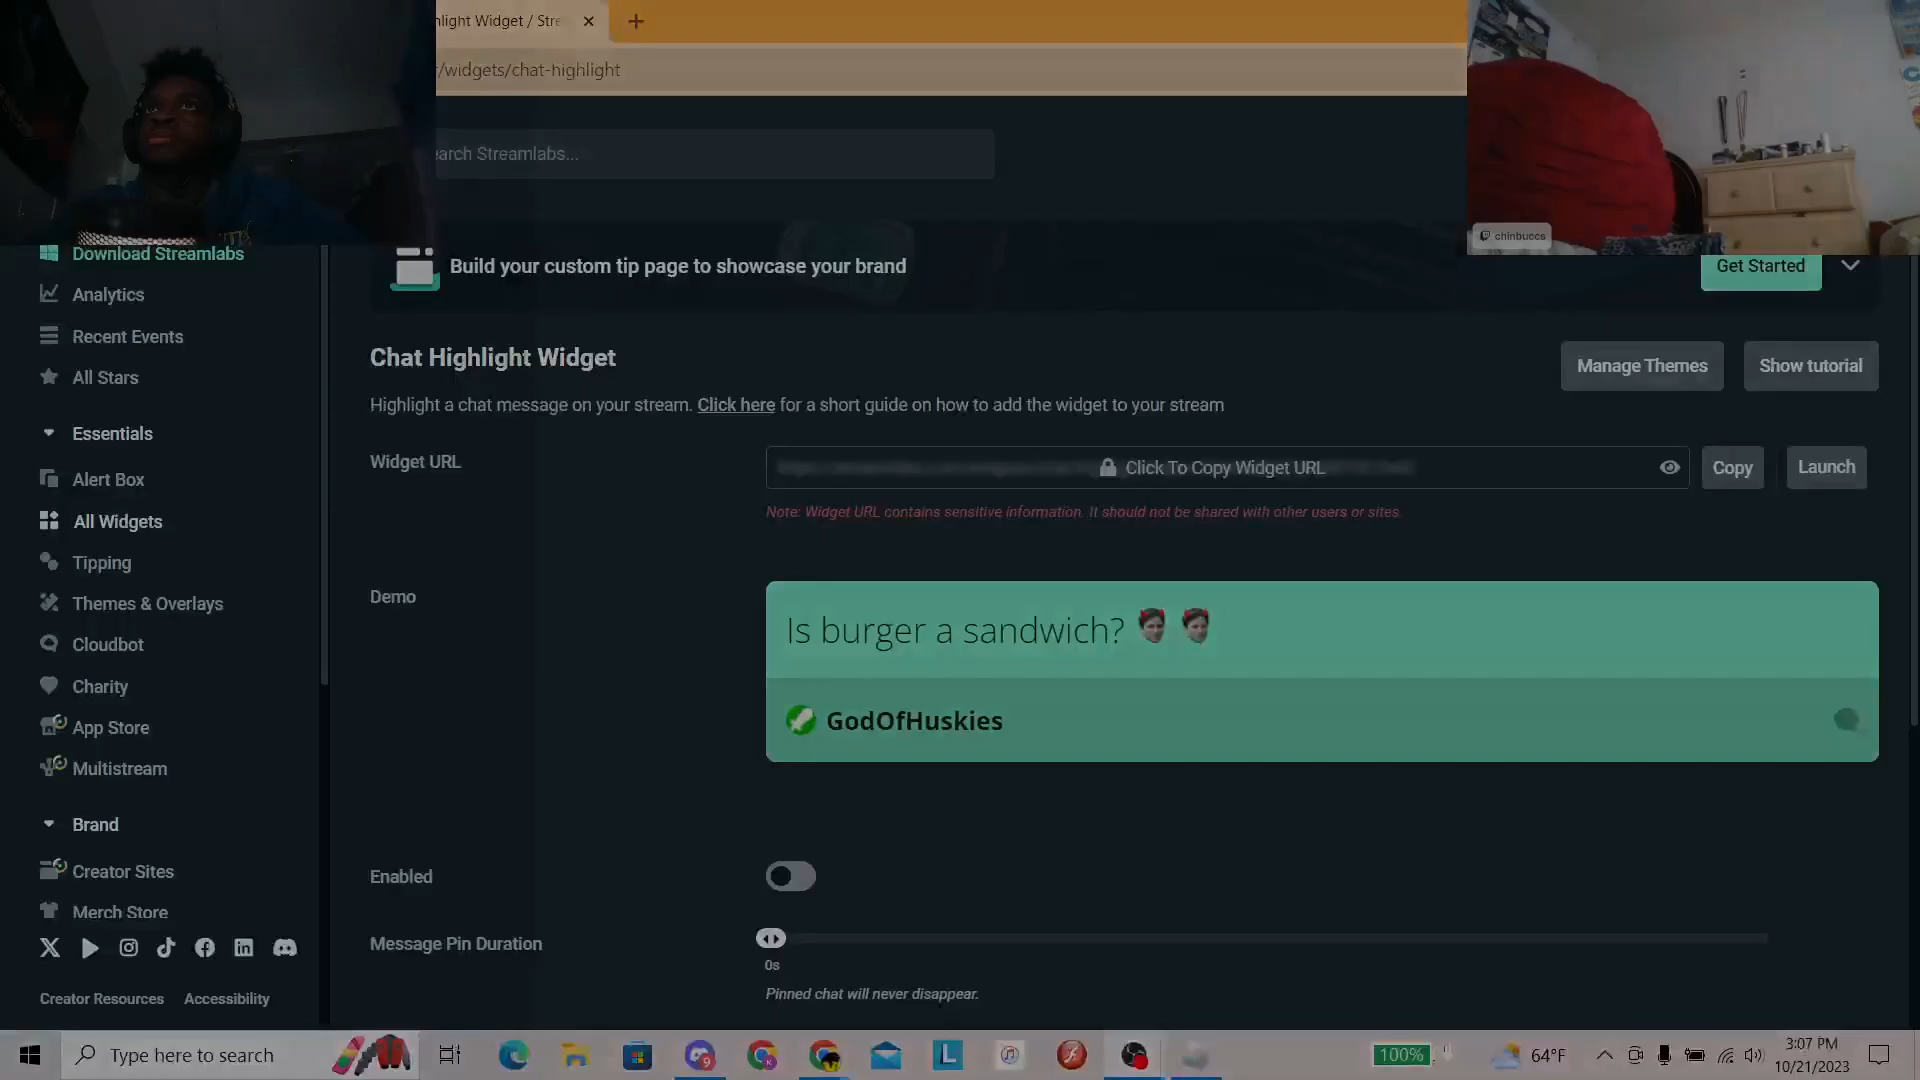 hlight Widget / Stre
/widgets/chat-highlight
earch Streamlabs...
chinbuccs
Download Streamlabs
Analytics
Recent Events
All Stars
Essentials
Alert Box
All Widgets
Tipping
Themes & Overlays
Cloudbot
Charity
App Store
Multistream
Brand
Creator Sites
Merch Store
Creator Resources Accessibility
Build your custom tip page to showcase your brand
Get Started
Chat Highlight Widget
Manage Themes
Show tutorial
Highlight a chat message on your stream. Click here for a short guide on how to add the widget to your stream
Widget URL
Click To Copy Widget URL
Copy
Launch
Note: Widget URL contains sensitive information. It should not be shared with other users or sites.
Demo
Is burger a sandwich?
GodOfHuskies
Enabled
Message Pin Duration
0s
Pinned chat will never disappear.
Type here to search
9
L
100%
64°F
3:07 PM
10/21/2023